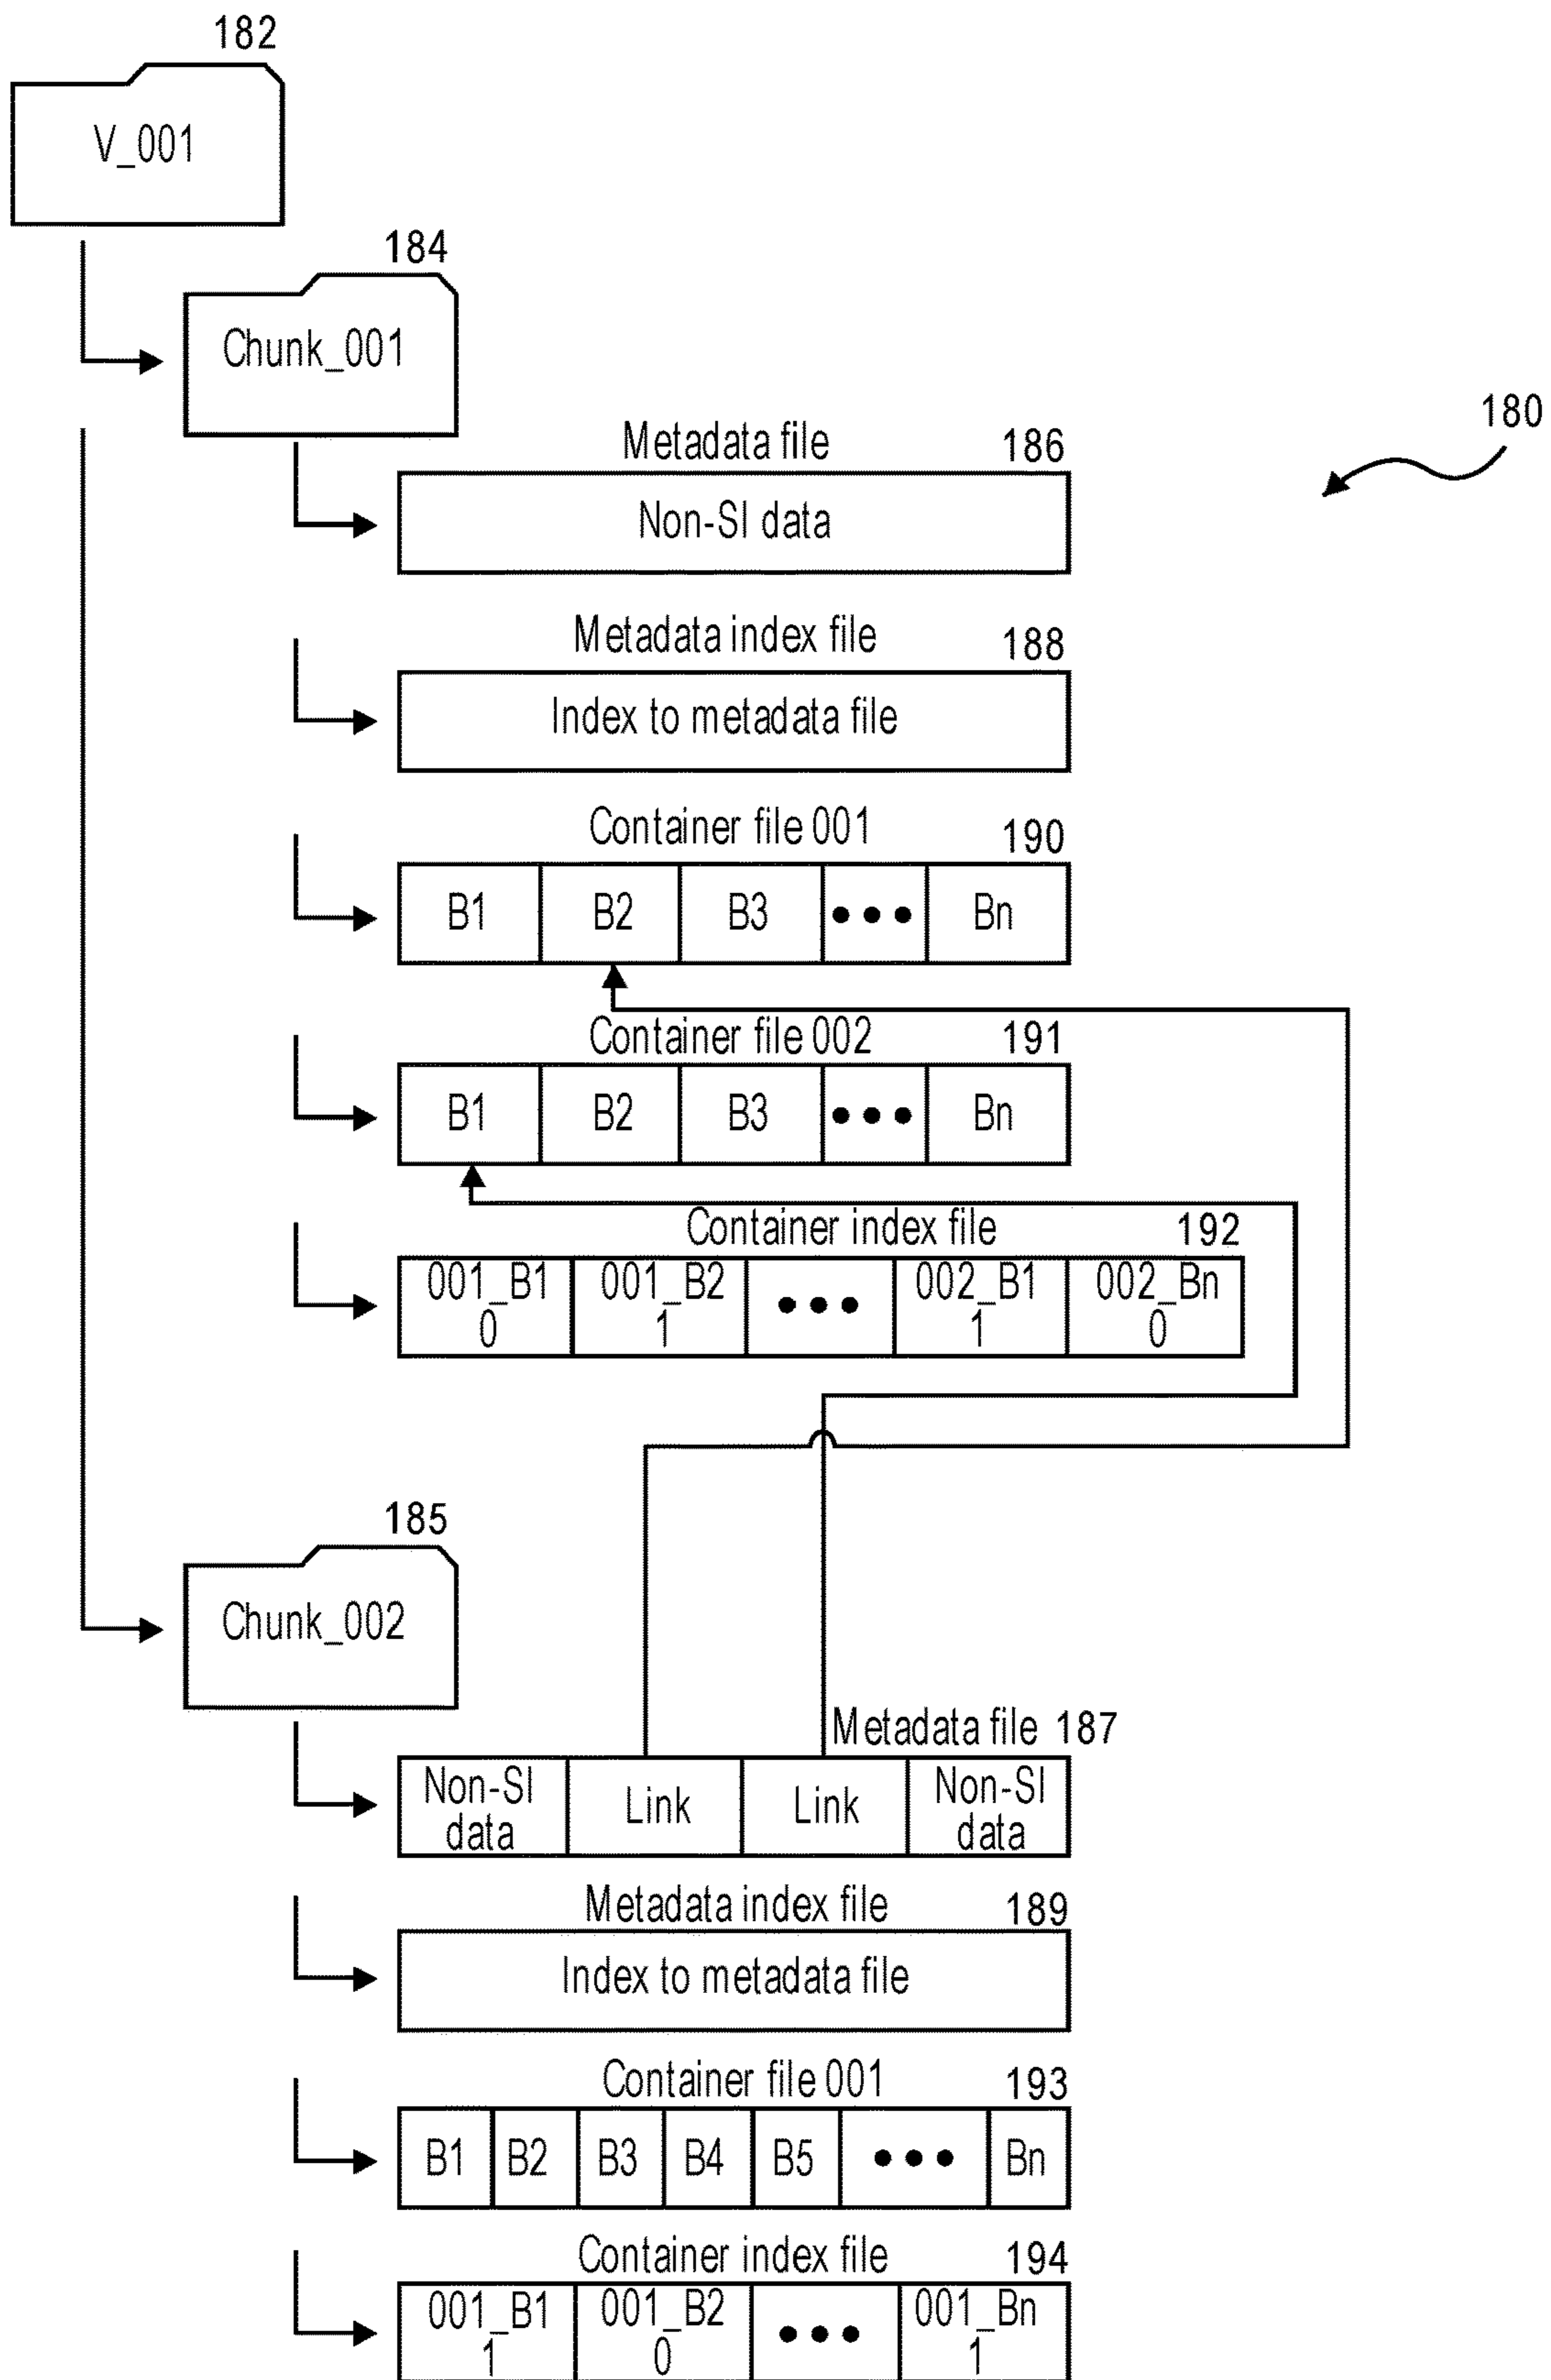 182
V_001
184
Chunk_001
180
Metadata file 186
Non-SI data
Metadata index file 188
Index to metadata file
Container file 001 190
B1 B2 B3 ••• Bn
Container file 002 191
B1 B2 B3 ••• Bn
Container index file 192
001_B1 001_B2 ••• 002_B1 002_Bn
0 1 1 0
185
Chunk_002
Metadata file 187
Non-SI Link Link Non-SI
data data
Metadata index file 189
Index to metadata file
Container file 001 193
B1 B2 B3 B4 B5 ••• Bn
Container index file 194
001_B1 001_B2 ••• 001_Bn
1 0 1